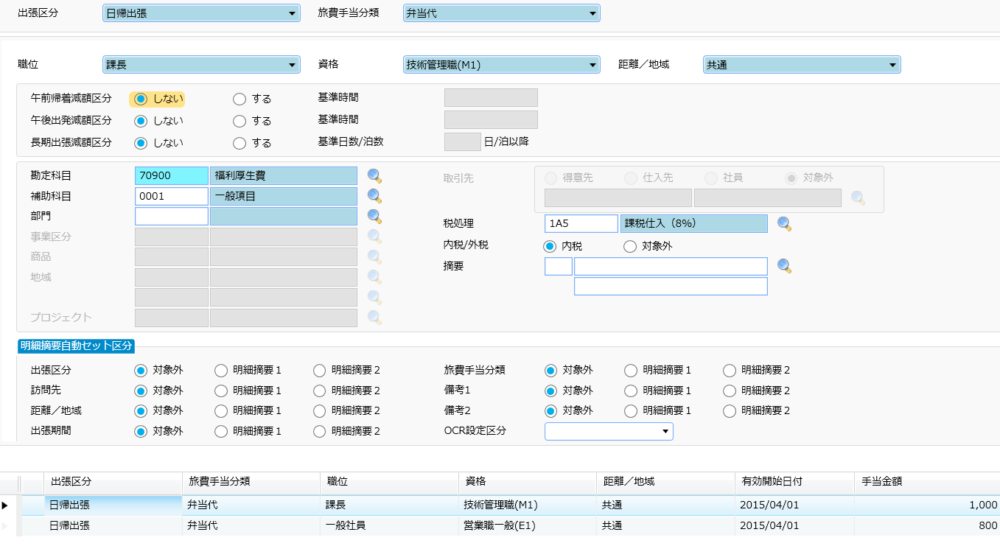 出張区分 日帰出張 旅費手当分類 弁当代
職位 課長 資格 技術管理職(M1) 距離／地域 共通
午前帰着減額区分 しない する 基準時間
午後出発減額区分 しない する 基準時間
長期出張減額区分 しない する 基準日数/泊数 日/泊以降
勘定科目 70900 福利厚生費 取引先 得意先 仕入先 社員 対象外
補助科目 0001 一般項目
部門 税処理 1A5 課税仕入（8%）
事業区分 内税/外税 内税 対象外
商品 摘要
地域
プロジェクト
明細摘要自動セット区分
出張区分 対象外 明細摘要1 明細摘要2 旅費手当分類 対象外 明細摘要1 明細摘要2
訪問先 対象外 明細摘要1 明細摘要2 備考1 対象外 明細摘要1 明細摘要2
距離／地域 対象外 明細摘要1 明細摘要2 備考2 対象外 明細摘要1 明細摘要2
出張期間 対象外 明細摘要1 明細摘要2 OCR設定区分
出張区分 旅費手当分類 職位 資格 距離／地域 有効開始日付 手当金額
日帰出張 弁当代 課長 技術管理職(M1) 共通 2015/04/01 1,000
日帰出張 弁当代 一般社員 営業職一般(E1) 共通 2015/04/01 800